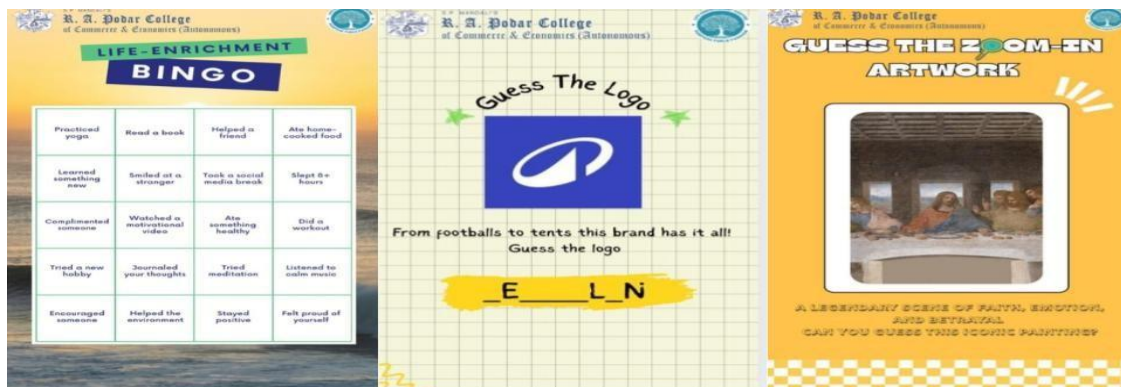 R. A. Podar College
of Commerce & Economics (Autonomous)
LIFE-ENRICHMENT
BINGO
Practiced yoga
Read a book
Helped a friend
Ate home-cooked food
Learned something new
Smiled at a stranger
Took a social media break
Slept 8+ hours
Complimented someone
Watched a motivational video
Ate something healthy
Did a workout
Tried a new hobby
Journaled your thoughts
Tried meditation
Listened to calm music
Encouraged someone
Helped the environment
Stayed positive
Felt proud of yourself
R. A. Podar College
of Commerce & Economics (Autonomous)
Guess The Logo
From footballs to tents this brand has it all!
Guess the logo
_E_____L_N
R. A. Podar College
of Commerce & Economics (Autonomous)
GUESS THE ZOOM-IN
ARTWORK
A LEGENDARY SCENE OF FAITH, EMOTION,
AND BETRAYAL
CAN YOU GUESS THIS ICONIC PAINTING?